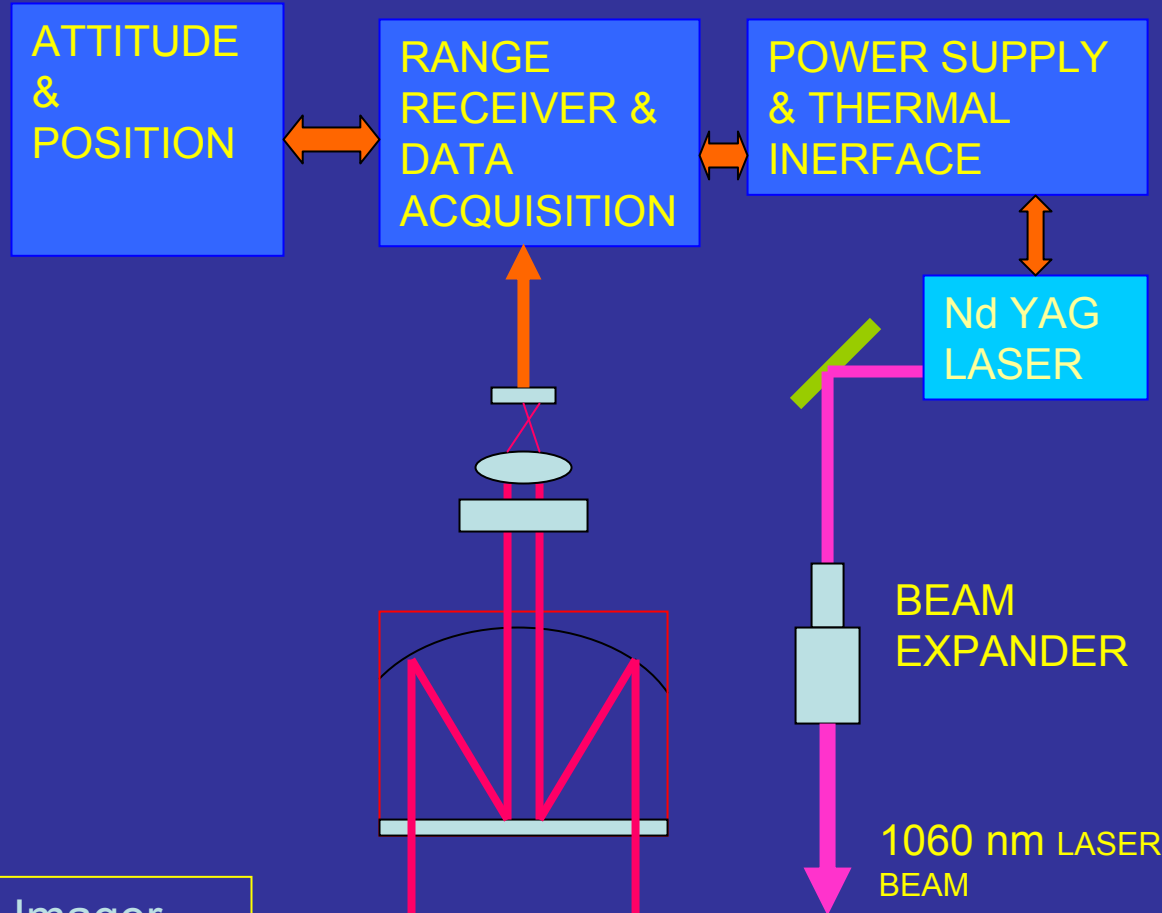 ATTITUDE
&
POSITION
RANGE
RECEIVER &
DATA
ACQUISITION
POWER SUPPLY
& THERMAL
INERFACE
Nd YAG
LASER
BEAM
EXPANDER
1060 nm LASER
BEAM
Imager